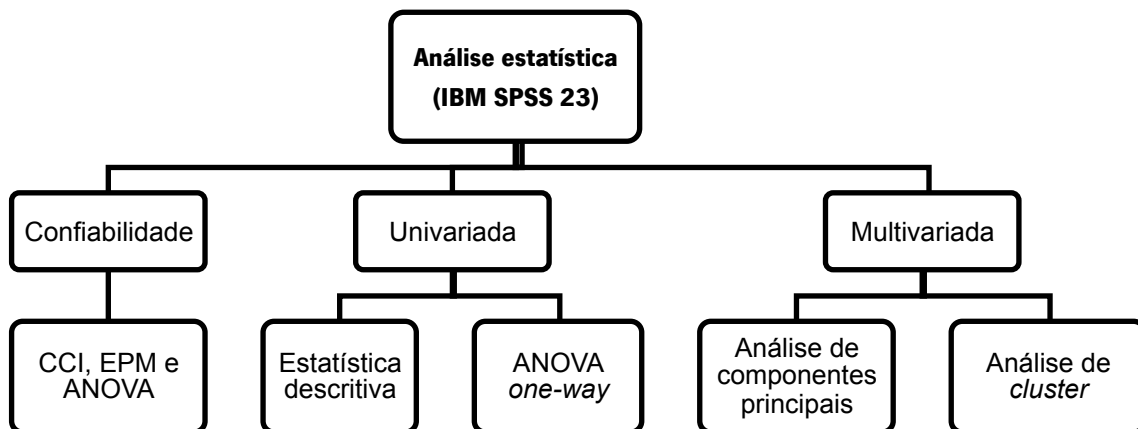 Análise estatística
(IBM SPSS 23)
Confiabilidade
Univariada
Multivariada
CCI, EPM e
ANOVA
Estatística
descritiva
ANOVA
one-way
Análise de
componentes
principais
Análise de
cluster